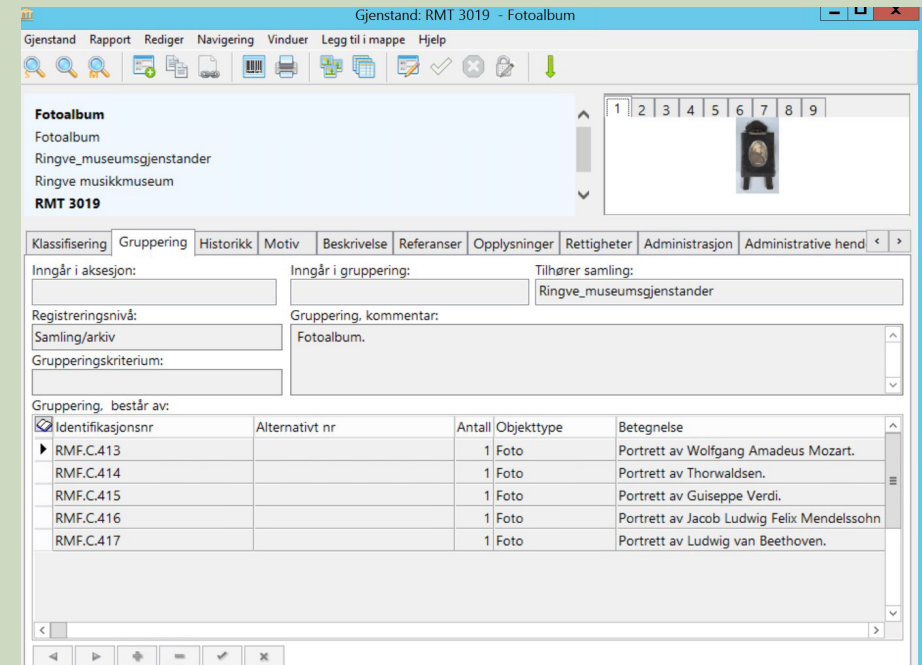 Gjenstand: RMT 3019 - Fotoalbum
Gjenstand Rapport Rediger Navigering Vinduer Legg til i mappe Hjelp
Fotoalbum
Fotoalbum
Ringve_museumsgjenstander
Ringve musikkmuseum
RMT 3019
1 2 3 4 5 6 7 8 9
Klassifisering Gruppering Historikk Motiv Beskrivelse Referanser Opplysninger Rettigheter Administrasjon Administrative hend
Inngår i aksesjon: Inngår i gruppering: Tilhører samling:
Ringve_museumsgjenstander
Registreringsnivå: Gruppering, kommentar:
Samling/arkiv Fotoalbum.
Grupperingskriterium:
Gruppering, består av:
Identifikasjonsnr Alternativt nr Antall Objekttype Betegnelse
RMF.C.413 1 Foto Portrett av Wolfgang Amadeus Mozart.
RMF.C.414 1 Foto Portrett av Thorwaldsen.
RMF.C.415 1 Foto Portrett av Guiseppe Verdi.
RMF.C.416 1 Foto Portrett av Jacob Ludwig Felix Mendelssohn
RMF.C.417 1 Foto Portrett av Ludwig van Beethoven.